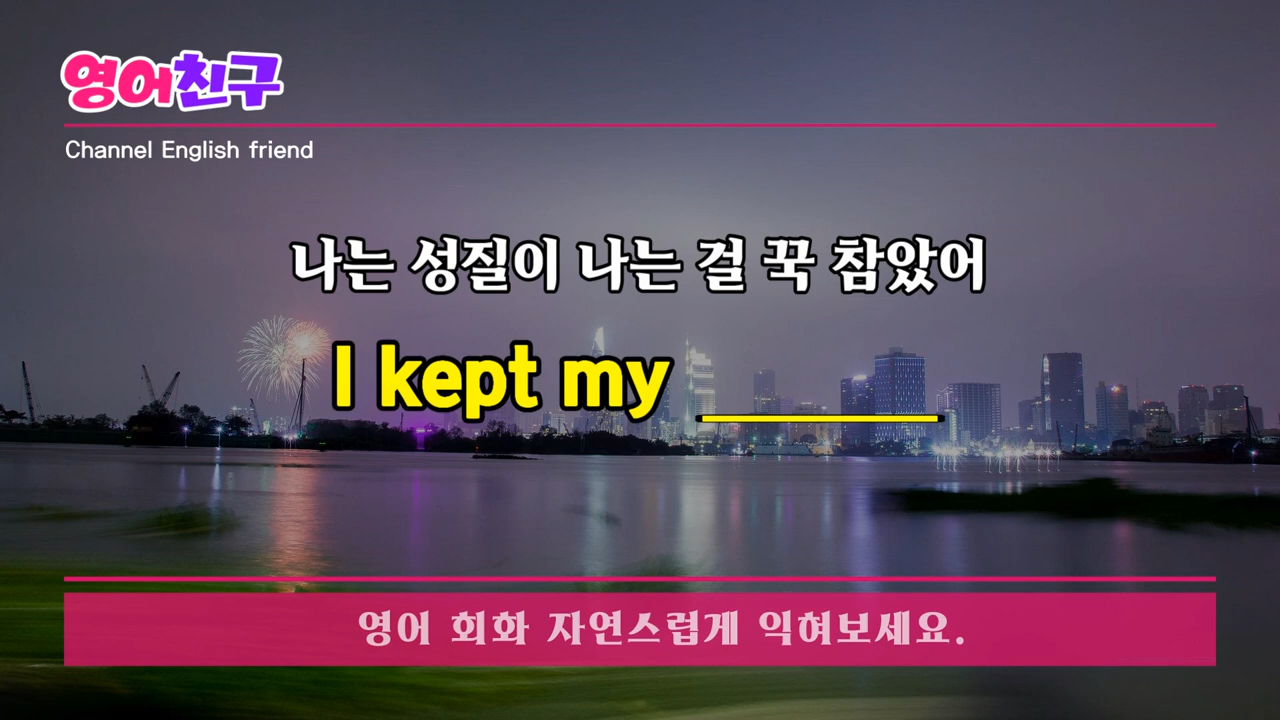 영어친구
Channel English friend
나는 성질이 나는 걸 꾹 참았어
I kept my ________
영어 회화 자연스럽게 익혀보세요.